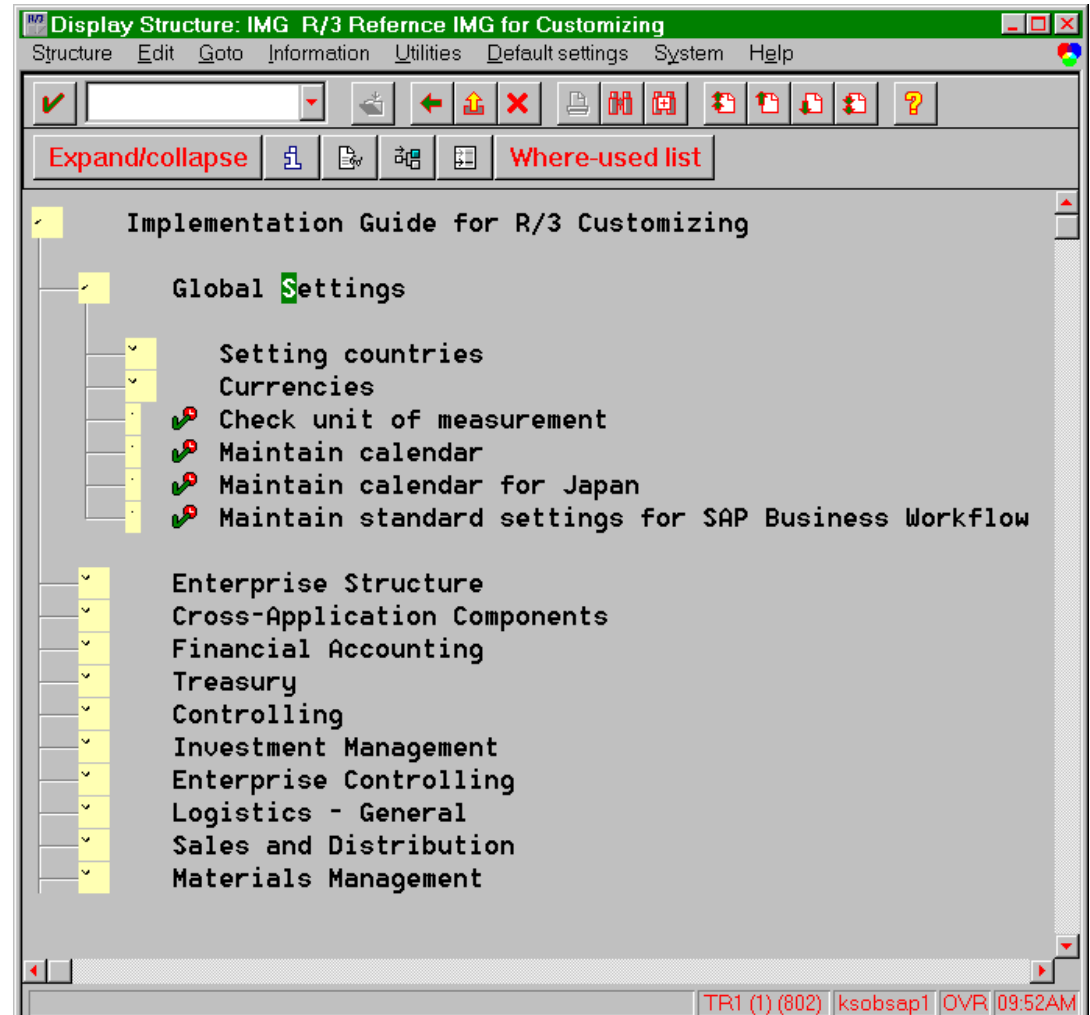 Display Structure: IMG R/3 Refernce IMG for Customizing
Structure Edit Goto Information Utilities Default settings System Help
Expand/collapse Where-used list
Implementation Guide for R/3 Customizing
Global Settings
Setting countries
Currencies
Check unit of measurement
Maintain calendar
Maintain calendar for Japan
Maintain standard settings for SAP Business Workflow
Enterprise Structure
Cross-Application Components
Financial Accounting
Treasury
Controlling
Investment Management
Enterprise Controlling
Logistics - General
Sales and Distribution
Materials Management
TR1 (1) (802) ksobsap1 OVR 09:52AM